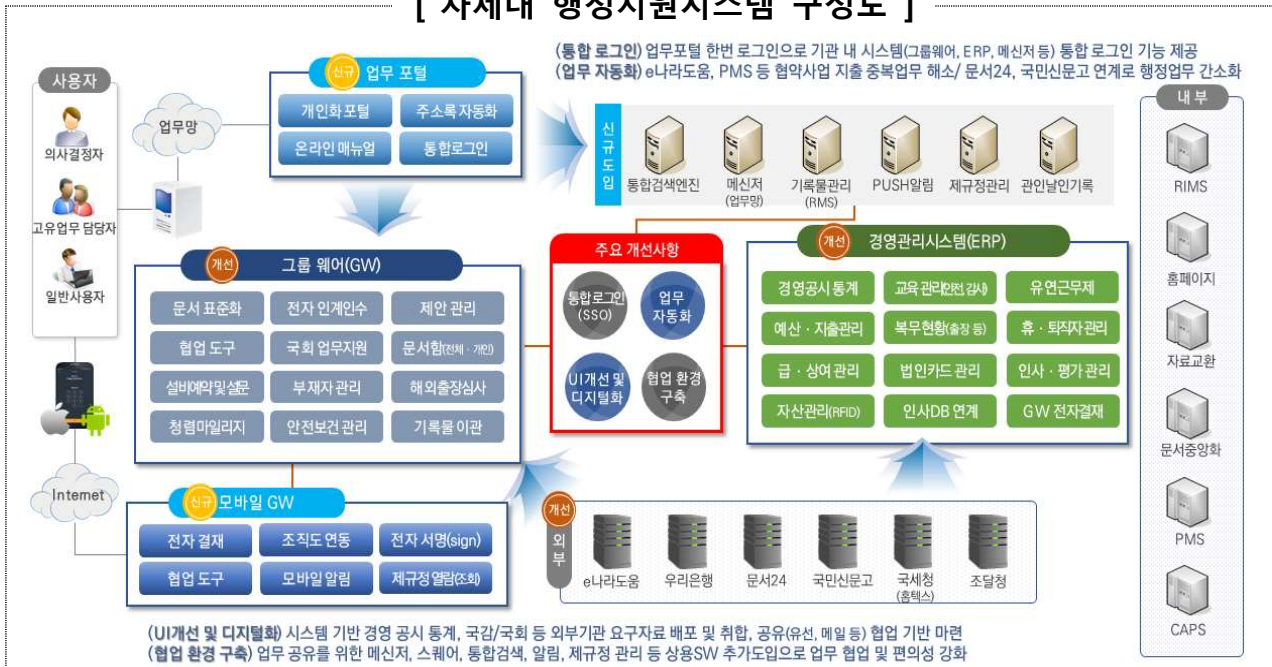 [ 차세대 행정지원시스템 구성도 ]
(통합 로그인) 업무포털 한번 로그인으로 기관 내 시스템(그룹웨어, ERP, 메신저 등) 통합 로그인 기능 제공
(업무 자동화) e나라도움, PMS 등 협약사업 지출 중복업무 해소/ 문서24, 국민신문고 연계로 행정업무 간소화
사용자
의사결정자
고유업무 담당자
일반사용자
업무망
Internet
신규 업무 포털
개인화 포털
주소록 자동화
온라인 매뉴얼
통합로그인
신규도입
통합검색엔진
메신저
(업무망)
기록물관리
(RMS)
PUSH알림
제규정관리
관인날인기록
내 부
RIMS
홈페이지
자료교환
문서중앙화
PMS
CAPS
개선 그룹 웨어(GW)
문서 표준화
전자 인계인수
제안 관리
협업 도구
국회 업무지원
문서함(전체 · 개인)
설비예약 및 설문
부재자 관리
해외출장심사
청렴마일리지
안전보건 관리
기록물 이관
주요 개선사항
통합로그인
(SSO)
업무
자동화
UI개선 및
디지털화
협업 환경
구축
개선 경영관리시스템(ERP)
경영공시 통계
교육 관리(안전, 감사)
유연근무제
예산 · 지출관리
복무현황(출장 등)
휴 · 퇴직자 관리
급 · 상여 관리
법인카드 관리
인사 · 평가 관리
자산관리(RFID)
인사DB 연계
GW 전자결재
신규 모바일 GW
전자 결재
조직도 연동
전자 서명(sign)
협업 도구
모바일 알림
제규정 열람(조회)
개선
외부
e나라도움
우리은행
문서24
국민신문고
국세청
(홈텍스)
조달청
(UI개선 및 디지털화) 시스템 기반 경영 공시 통계, 국감/국회 등 외부기관 요구자료 배포 및 취합, 공유(유선, 메일 등) 협업 기반 마련
(협업 환경 구축) 업무 공유를 위한 메신저, 스퀘어, 통합검색, 알림, 제규정 관리 등 상용SW 추가도입으로 업무 협업 및 편의성 강화